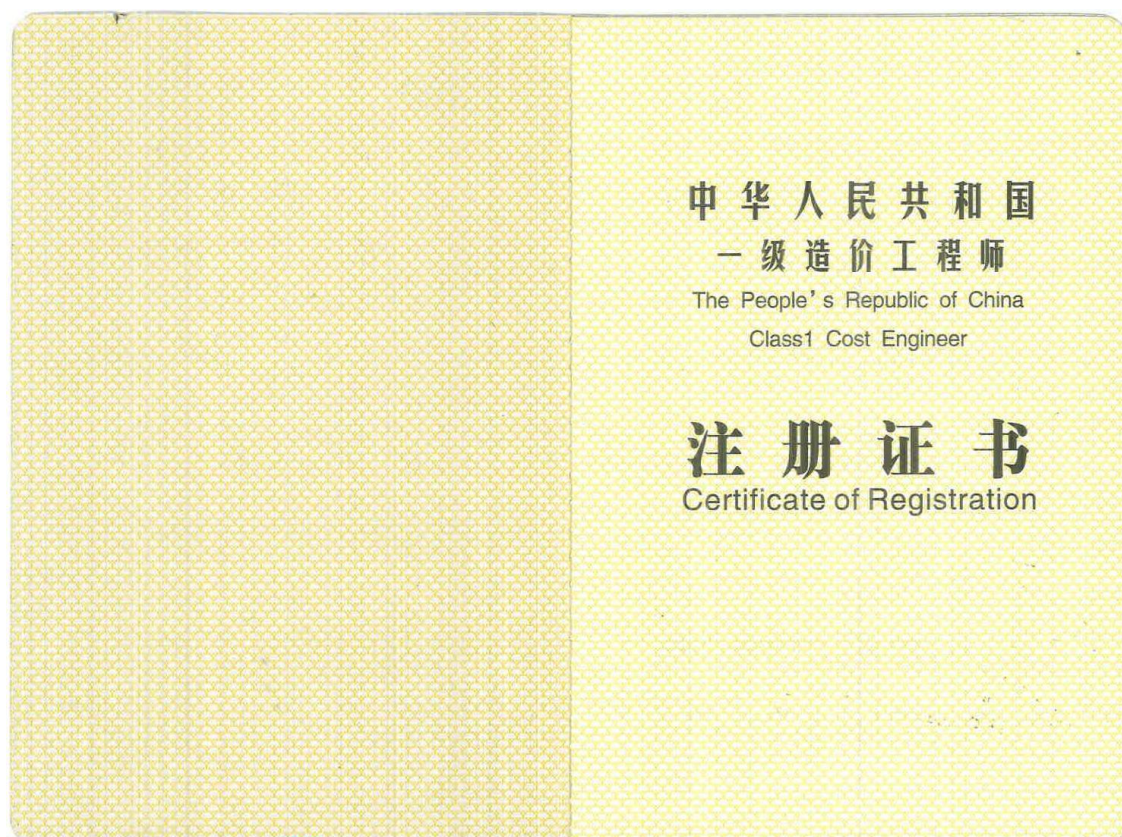 中华人民共和国
一级造价工程师
The People's Republic of China
Class1 Cost Engineer
注册证书
Certificate of Registration